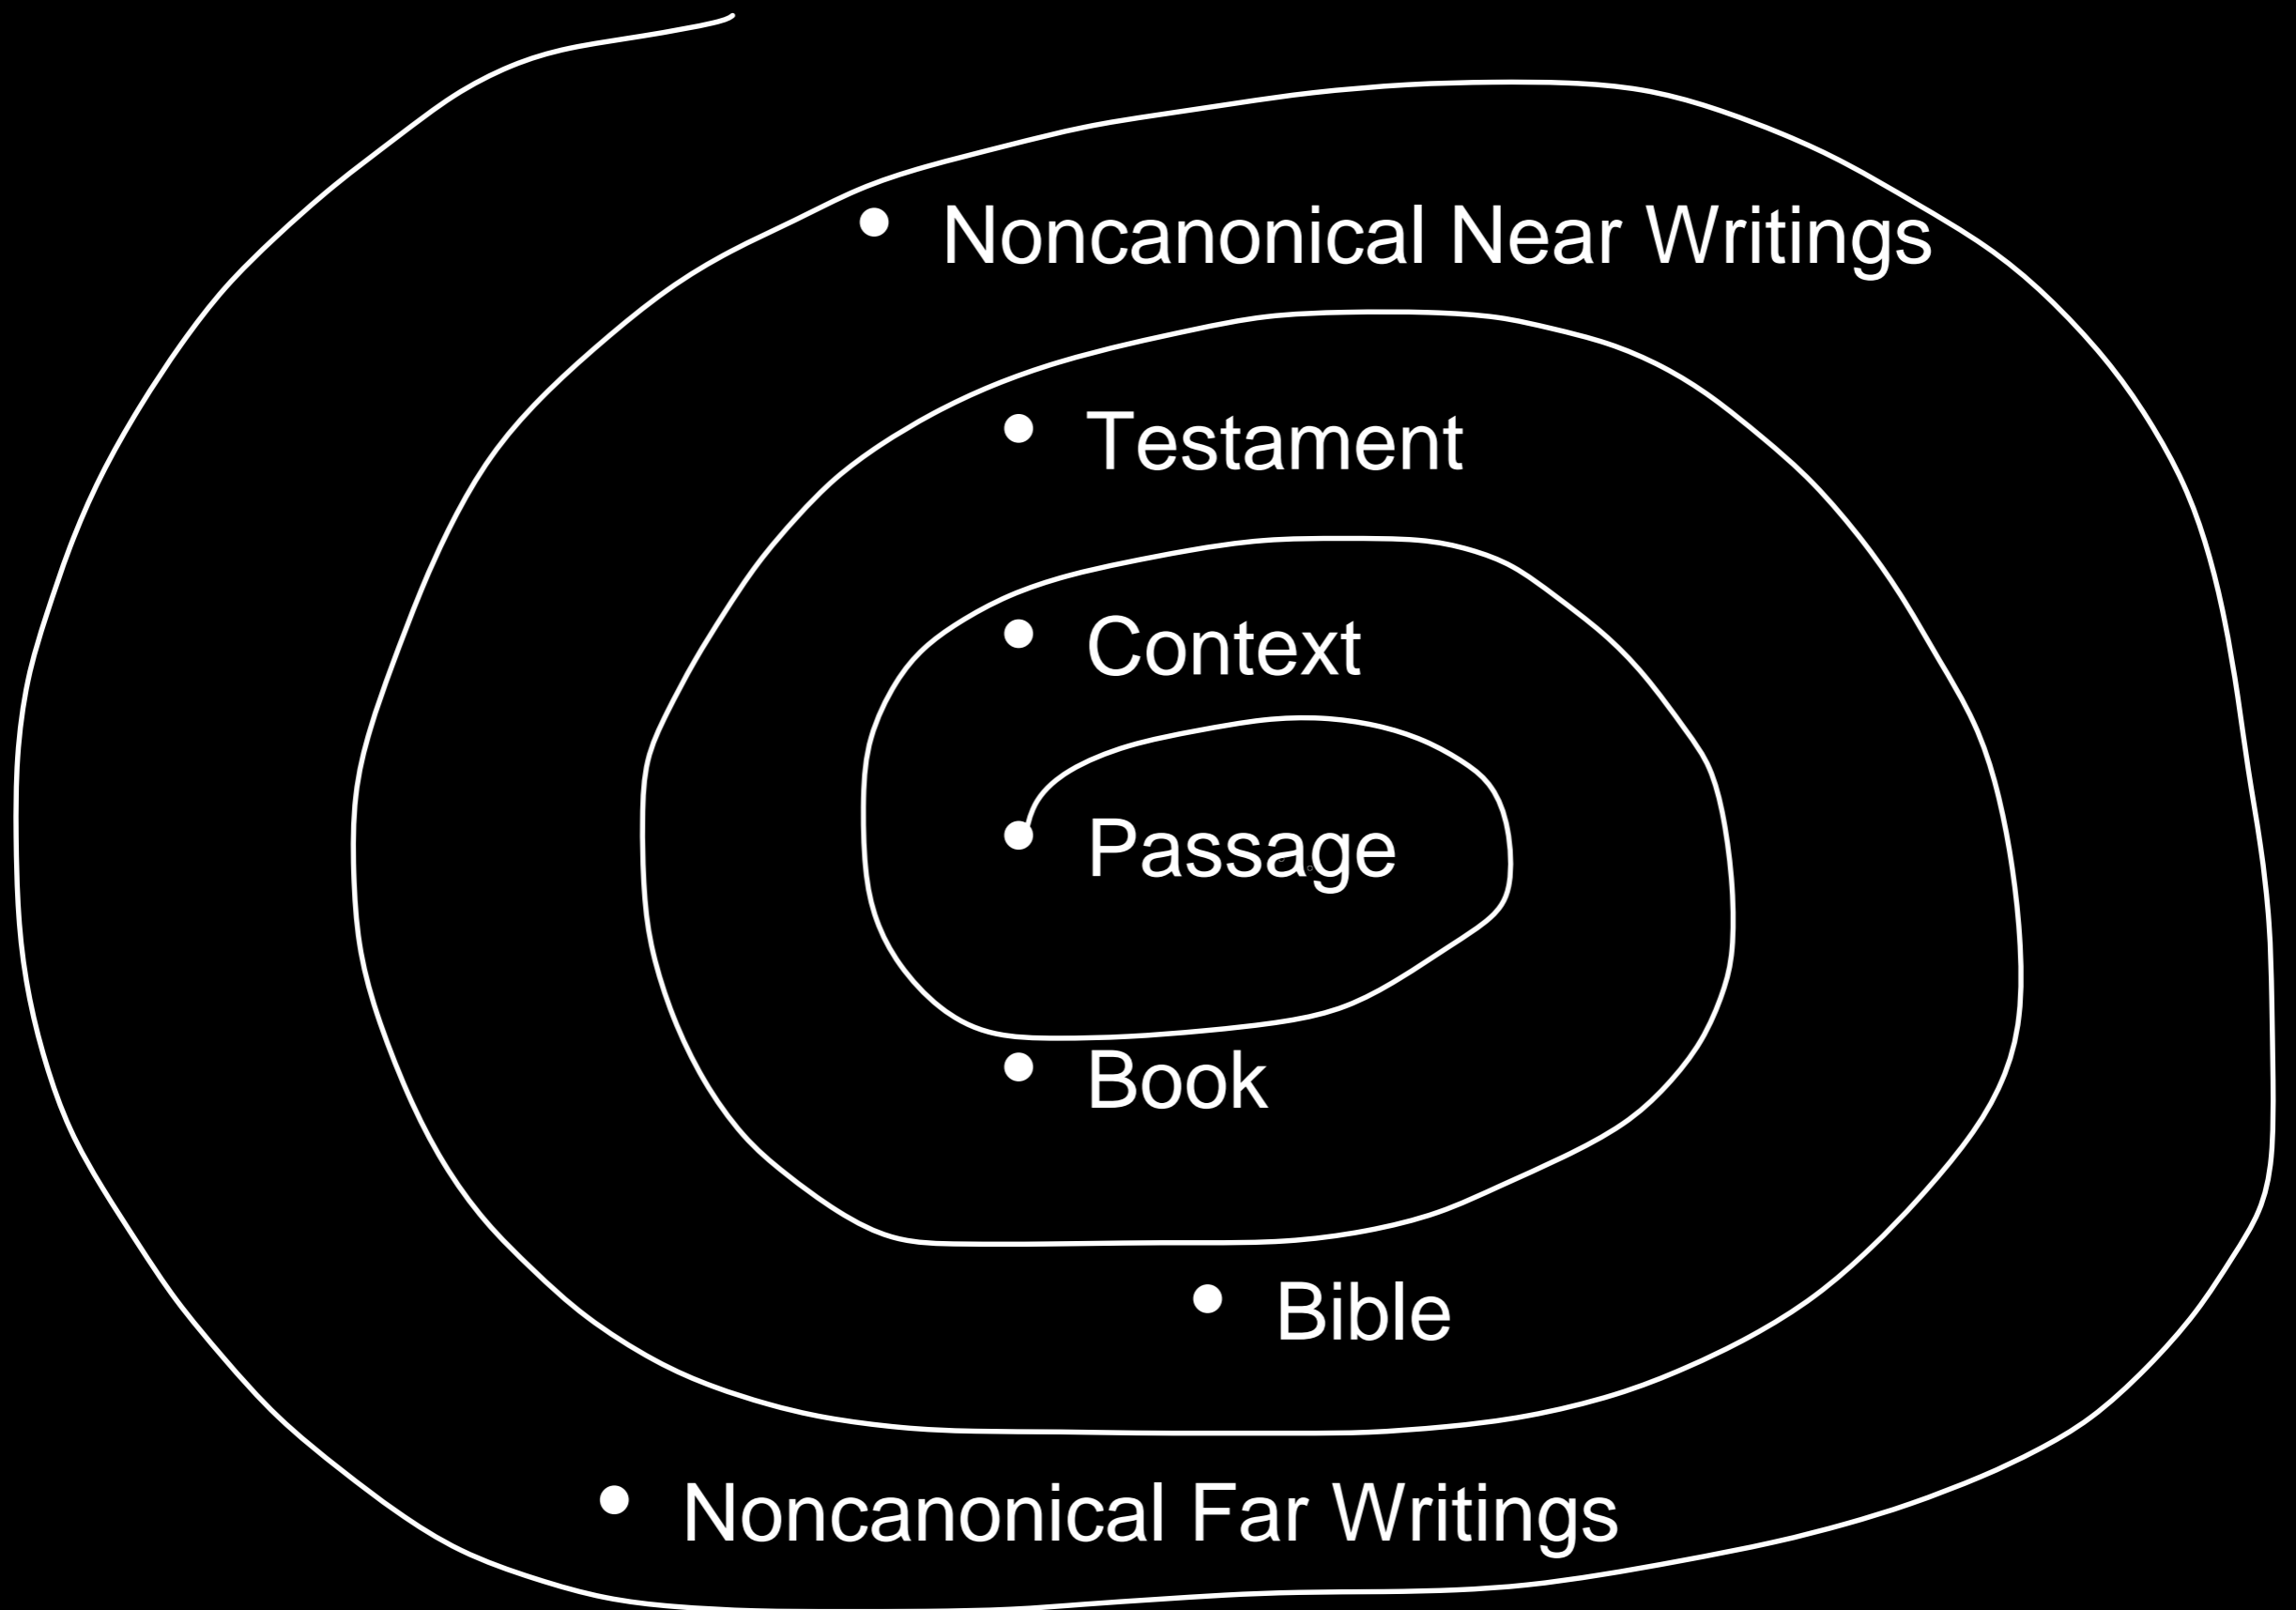 • Noncanonical Near Writings
• Testament
• Context
• Passage
• Book
• Bible
• Noncanonical Far Writings